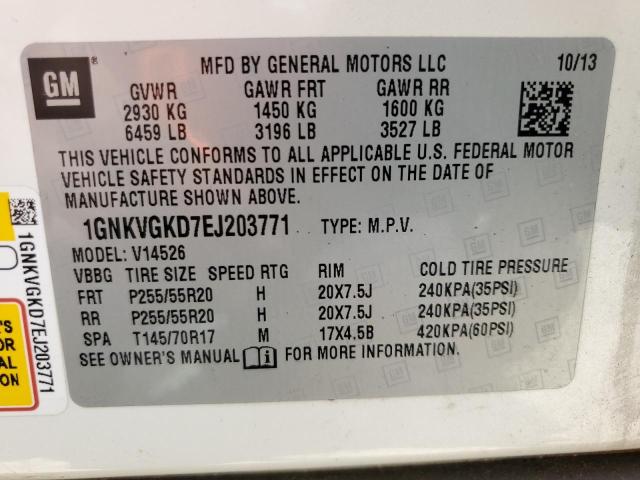 GM
MFD BY GENERAL MOTORS LLC 10/13
GVWR GAWR FRT GAWR RR
2930 KG 1450 KG 1600 KG
6459 LB 3196 LB 3527 LB
THIS VEHICLE CONFORMS TO ALL APPLICABLE U.S. FEDERAL MOTOR
VEHICLE SAFETY STANDARDS IN EFFECT ON THE DATE OF
MANUFACTURE SHOWN ABOVE.
1GNKVGKD7EJ203771 TYPE: M.P.V.
MODEL: V14526
VBBG TIRE SIZE SPEED RTG RIM COLD TIRE PRESSURE
FRT P255/55R20 H 20X7.5J 240KPA(35PSI)
RR P255/55R20 H 20X7.5J 240KPA(35PSI)
SPA T145/70R17 M 17X4.5B 420KPA(60PSI)
SEE OWNER'S MANUAL FOR MORE INFORMATION.
1GNKVGKD7EJ203771